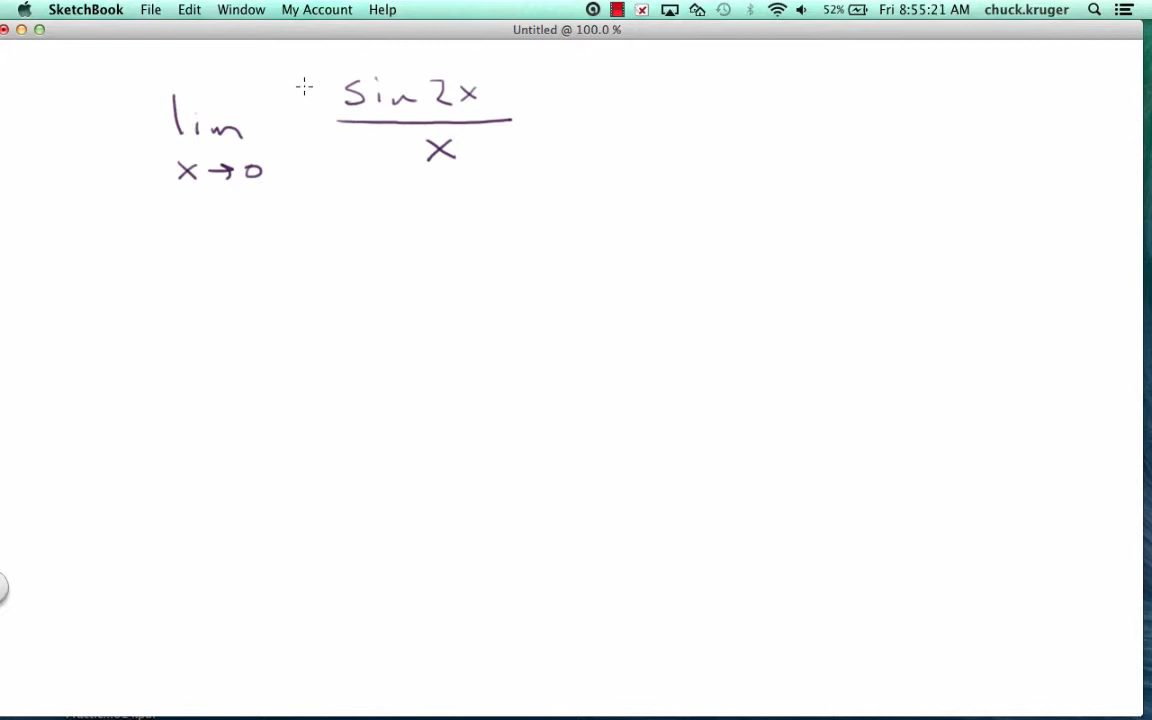 SketchBook File Edit Window My Account Help 52% Fri 8:55:21 AM chuck.kruger
Untitled @ 100.0 %
lim sin 2x
x
x → 0